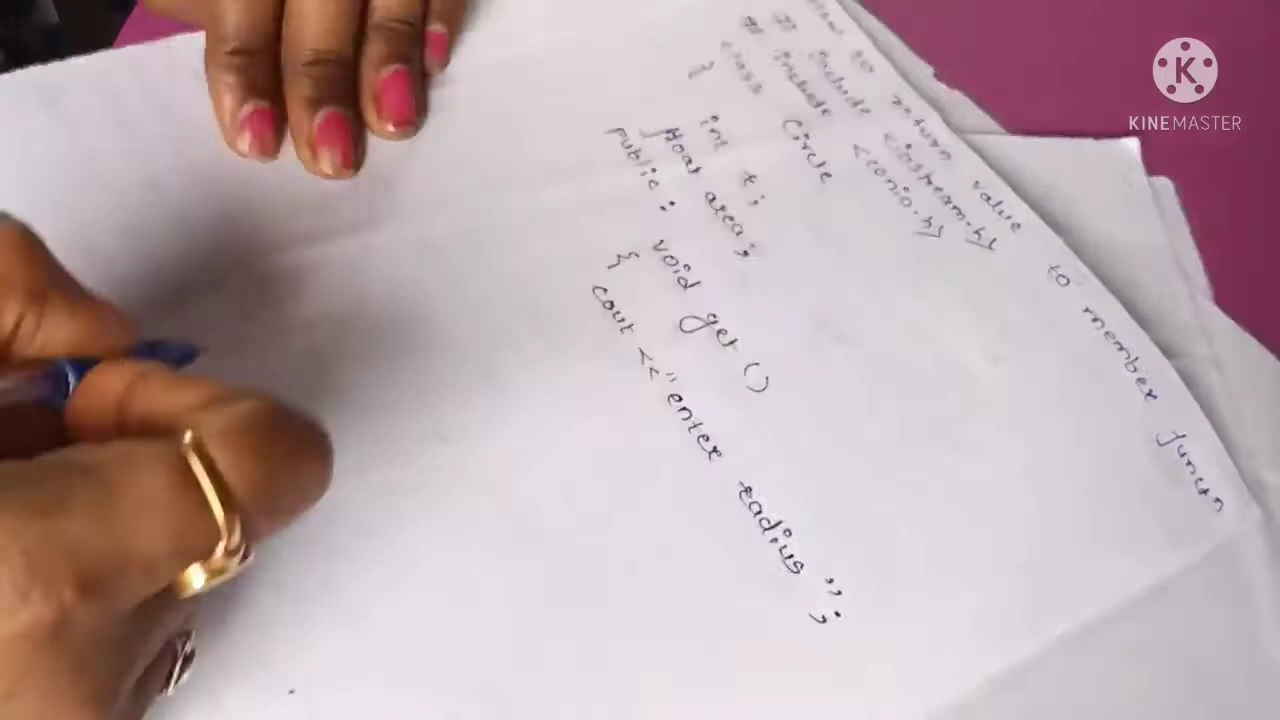 to return value to member funcn
# include <iostream.h>
# include <conio.h>
class Circle
{
int r;
float area;
public : void get ()
{
cout << "enter radius";
KINEMASTER